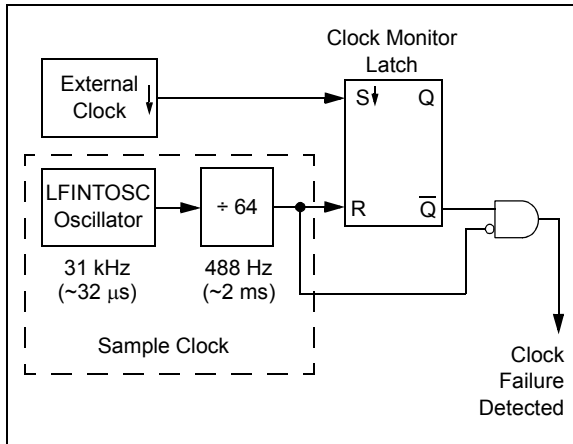 Clock Monitor
Latch
External
Clock
S
Q
LFINTOSC
Oscillator
÷ 64
R
Q̅
31 kHz
(~32 μs)
488 Hz
(~2 ms)
Sample Clock
Clock
Failure
Detected